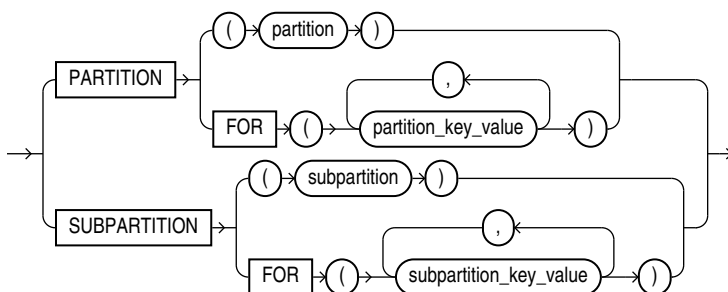 ( partition )
PARTITION
,
FOR ( partition_key_value )
( subpartition )
SUBPARTITION
,
FOR ( subpartition_key_value )